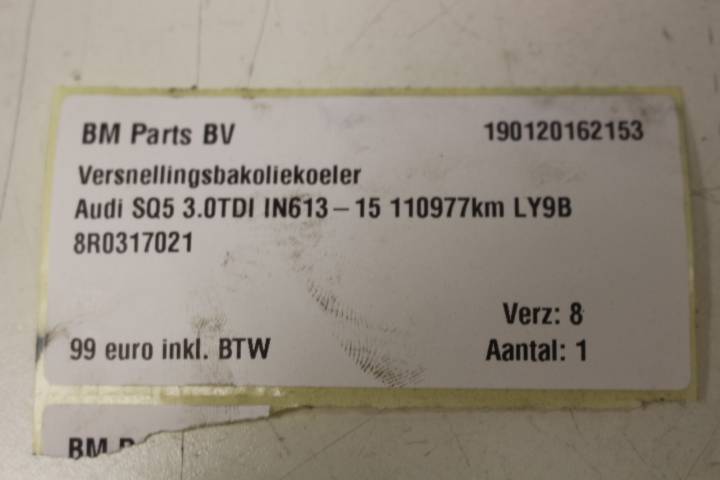 BM Parts BV 190120162153
Versnellingsbakoliekoeler
Audi SQ5 3.0TDI IN613-15 110977km LY9B
8R0317021
Verz: 8
99 euro inkl. BTW Aantal: 1
BM